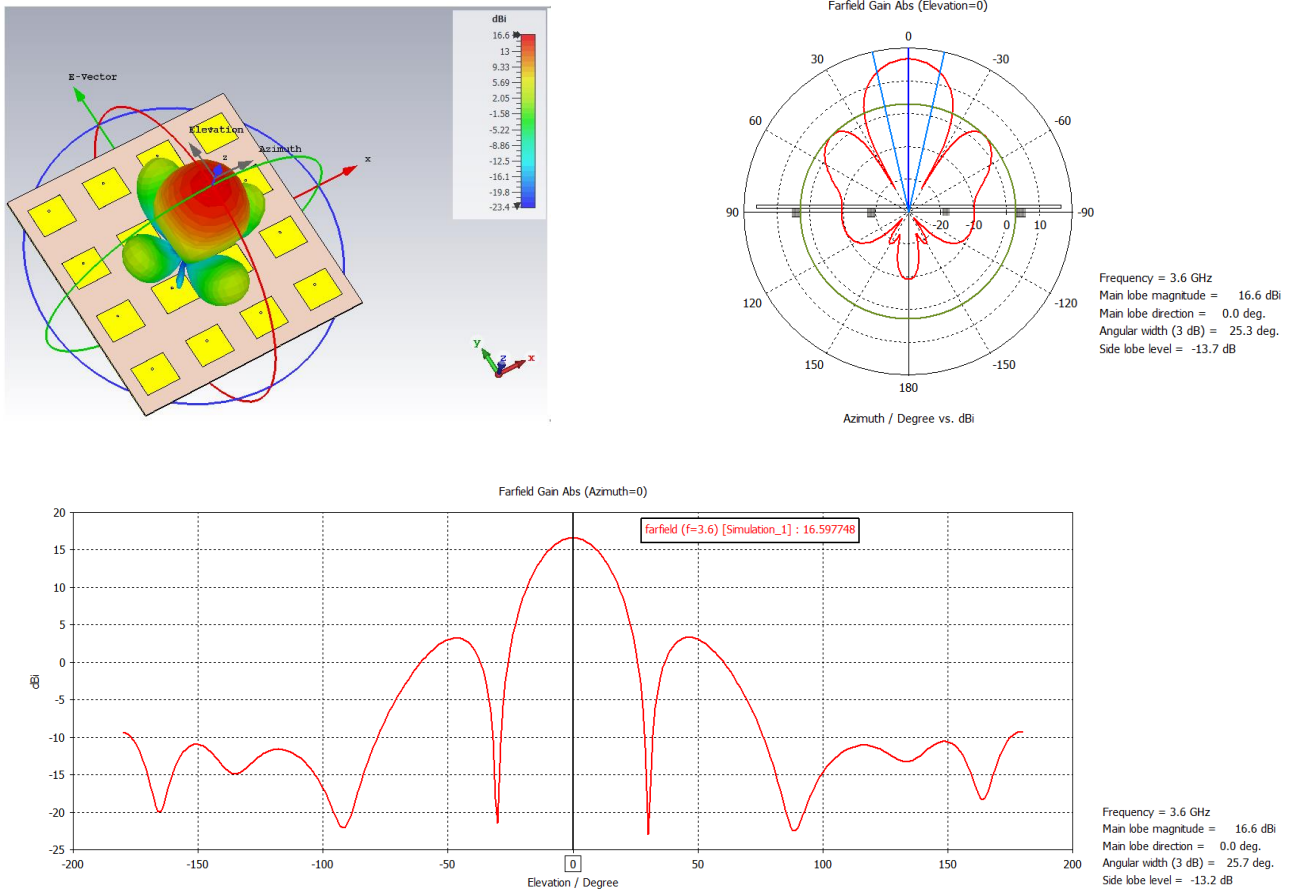 dBi
16.6
13
9.33
5.69
2.05
-1.58
-5.22
-8.86
-12.5
-16.1
-19.8
-23.4
E-Vector
Elevation
Azimuth
z
x
y
z
x
Farfield Gain Abs (Elevation=0)
0
30
-30
60
-60
90
-90
-20
-10
0
10
120
-120
150
-150
180
Azimuth / Degree vs. dBi
Frequency = 3.6 GHz
Main lobe magnitude = 16.6 dBi
Main lobe direction = 0.0 deg.
Angular width (3 dB) = 25.3 deg.
Side lobe level = -13.7 dB
Farfield Gain Abs (Azimuth=0)
farfield (f=3.6) [Simulation_1] : 16.597748
20
15
10
5
0
-5
-10
-15
-20
-25
dBi
-200
-150
-100
-50
0
50
100
150
200
Elevation / Degree
Frequency = 3.6 GHz
Main lobe magnitude = 16.6 dBi
Main lobe direction = 0.0 deg.
Angular width (3 dB) = 25.7 deg.
Side lobe level = -13.2 dB